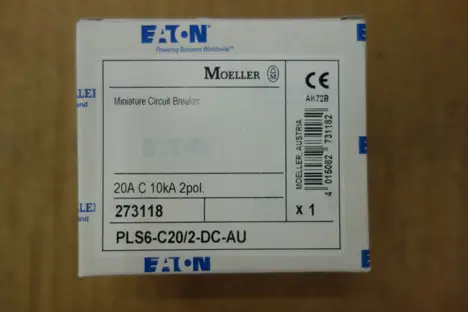 EATON
Powering Business Worldwide
MOELLER
CE
AK72B
Miniature Circuit Breaker
MOELLER, AUSTRIA
4 015082 731182
20A C 10kA 2pol.
273118
x 1
PLS6-C20/2-DC-AU
EATON